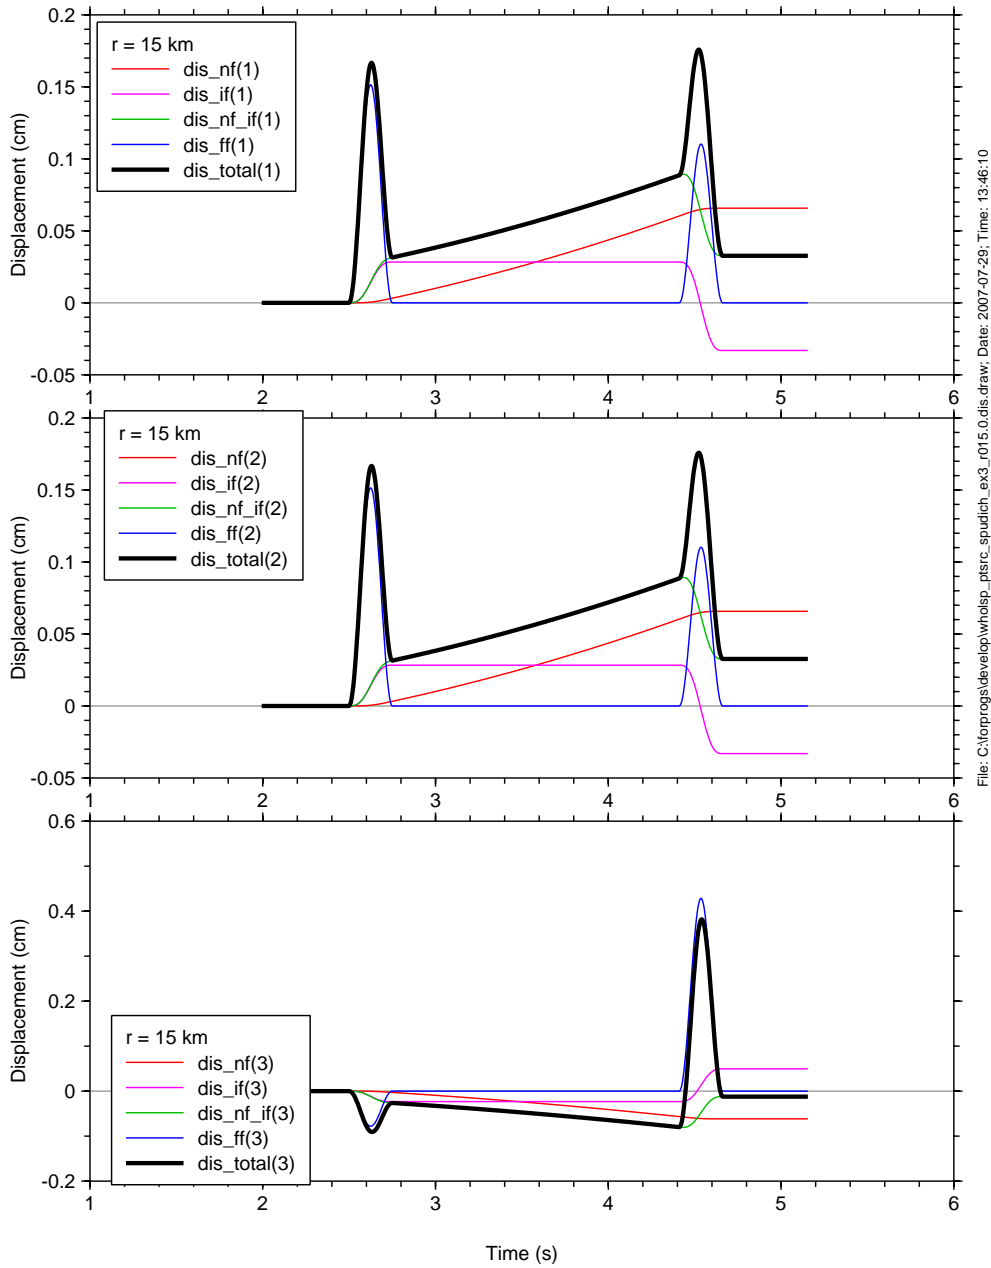 0.2
0.15
0.1
0.05
0
-0.05
Displacement (cm)
r = 15 km
dis_nf(1)
dis_if(1)
dis_nf_if(1)
dis_ff(1)
dis_total(1)
1 2 3 4 5 6
0.2
0.15
0.1
0.05
0
-0.05
Displacement (cm)
r = 15 km
dis_nf(2)
dis_if(2)
dis_nf_if(2)
dis_ff(2)
dis_total(2)
1 2 3 4 5 6
0.6
0.4
0.2
0
-0.2
Displacement (cm)
r = 15 km
dis_nf(3)
dis_if(3)
dis_nf_if(3)
dis_ff(3)
dis_total(3)
1 2 3 4 5 6
Time (s)
File: C:\forprogs\develop\wholsp_ptsrc_spudich_ex3_r015.0.dis.draw; Date: 2007-07-29; Time: 13:46:10